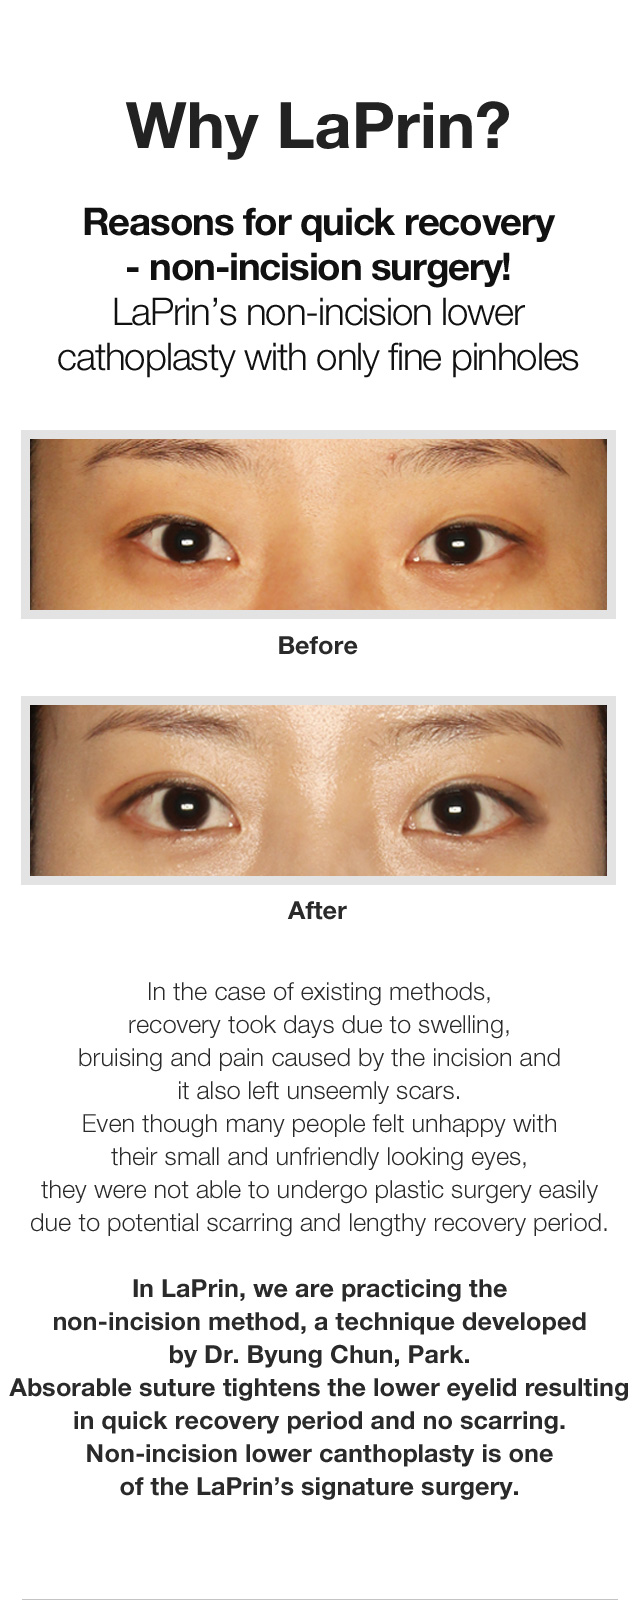 Why LaPrin?
Reasons for quick recovery
- non-incision surgery!
LaPrin’s non-incision lower
cathoplasty with only fine pinholes
Before
After
In the case of existing methods,
recovery took days due to swelling,
bruising and pain caused by the incision and
it also left unseemly scars.
Even though many people felt unhappy with
their small and unfriendly looking eyes,
they were not able to undergo plastic surgery easily
due to potential scarring and lengthy recovery period.
In LaPrin, we are practicing the
non-incision method, a technique developed
by Dr. Byung Chun, Park.
Absorable suture tightens the lower eyelid resulting
in quick recovery period and no scarring.
Non-incision lower canthoplasty is one
of the LaPrin’s signature surgery.